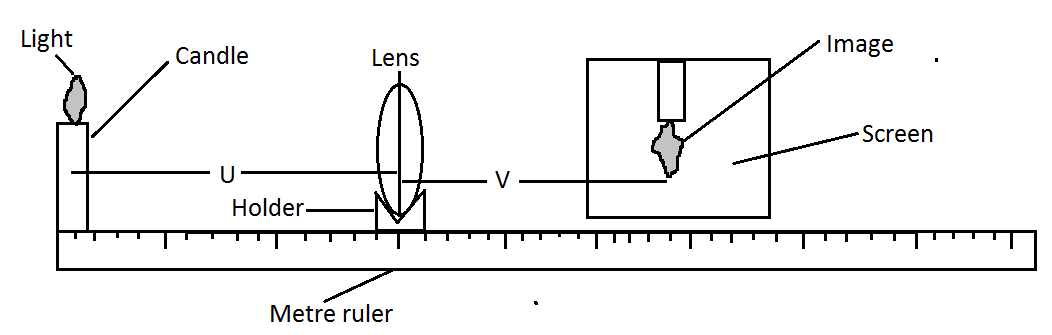 Light
Candle
Lens
Image
Screen
U
V
Holder
Metre ruler